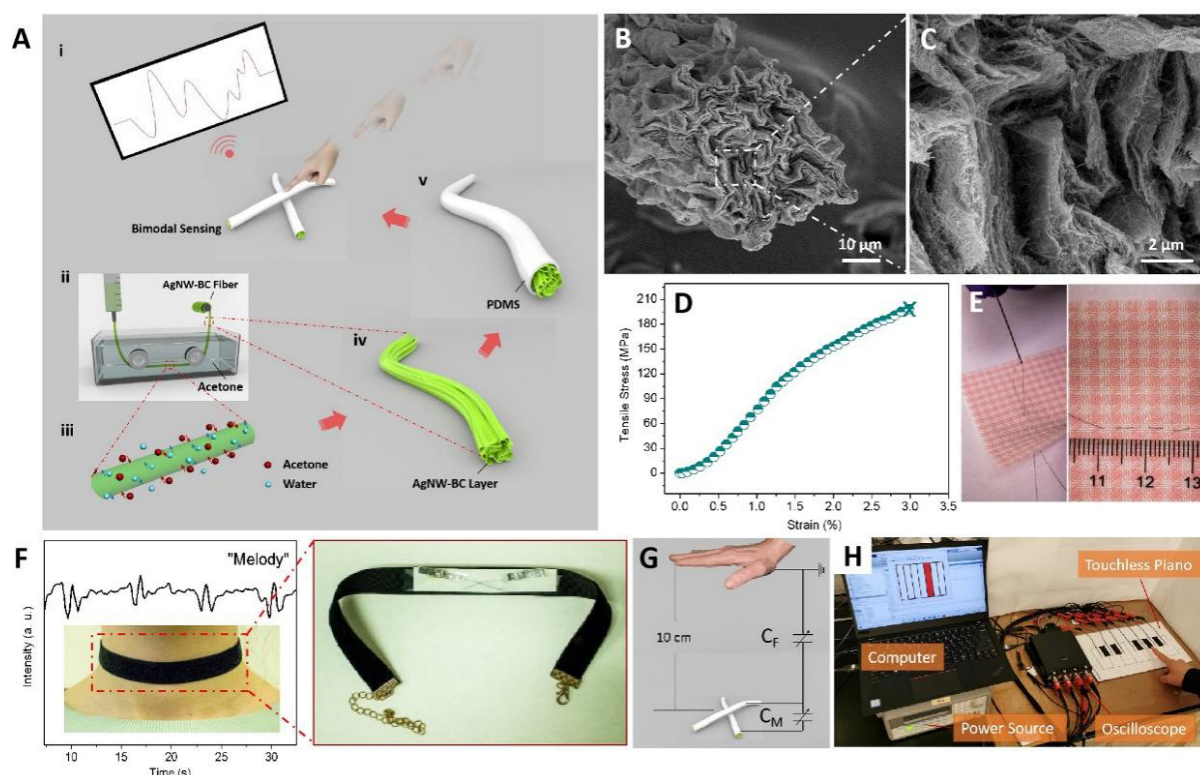 A
i
Bimodal Sensing
v
PDMS
ii
AgNW-BC Fiber
Acetone
iii
Acetone
Water
iv
AgNW-BC Layer
B
10 μm
C
2 μm
D
Tensile Stress (MPa)
210
180
150
120
90
60
30
0
0.0 0.5 1.0 1.5 2.0 2.5 3.0 3.5
Strain (%)
E
11 12 13
F
"Melody"
Intensity (a. u.)
10 15 20 25 30
Time (s)
G
10 cm
CF
CM
H
Touchless Piano
Computer
Power Source
Oscilloscope